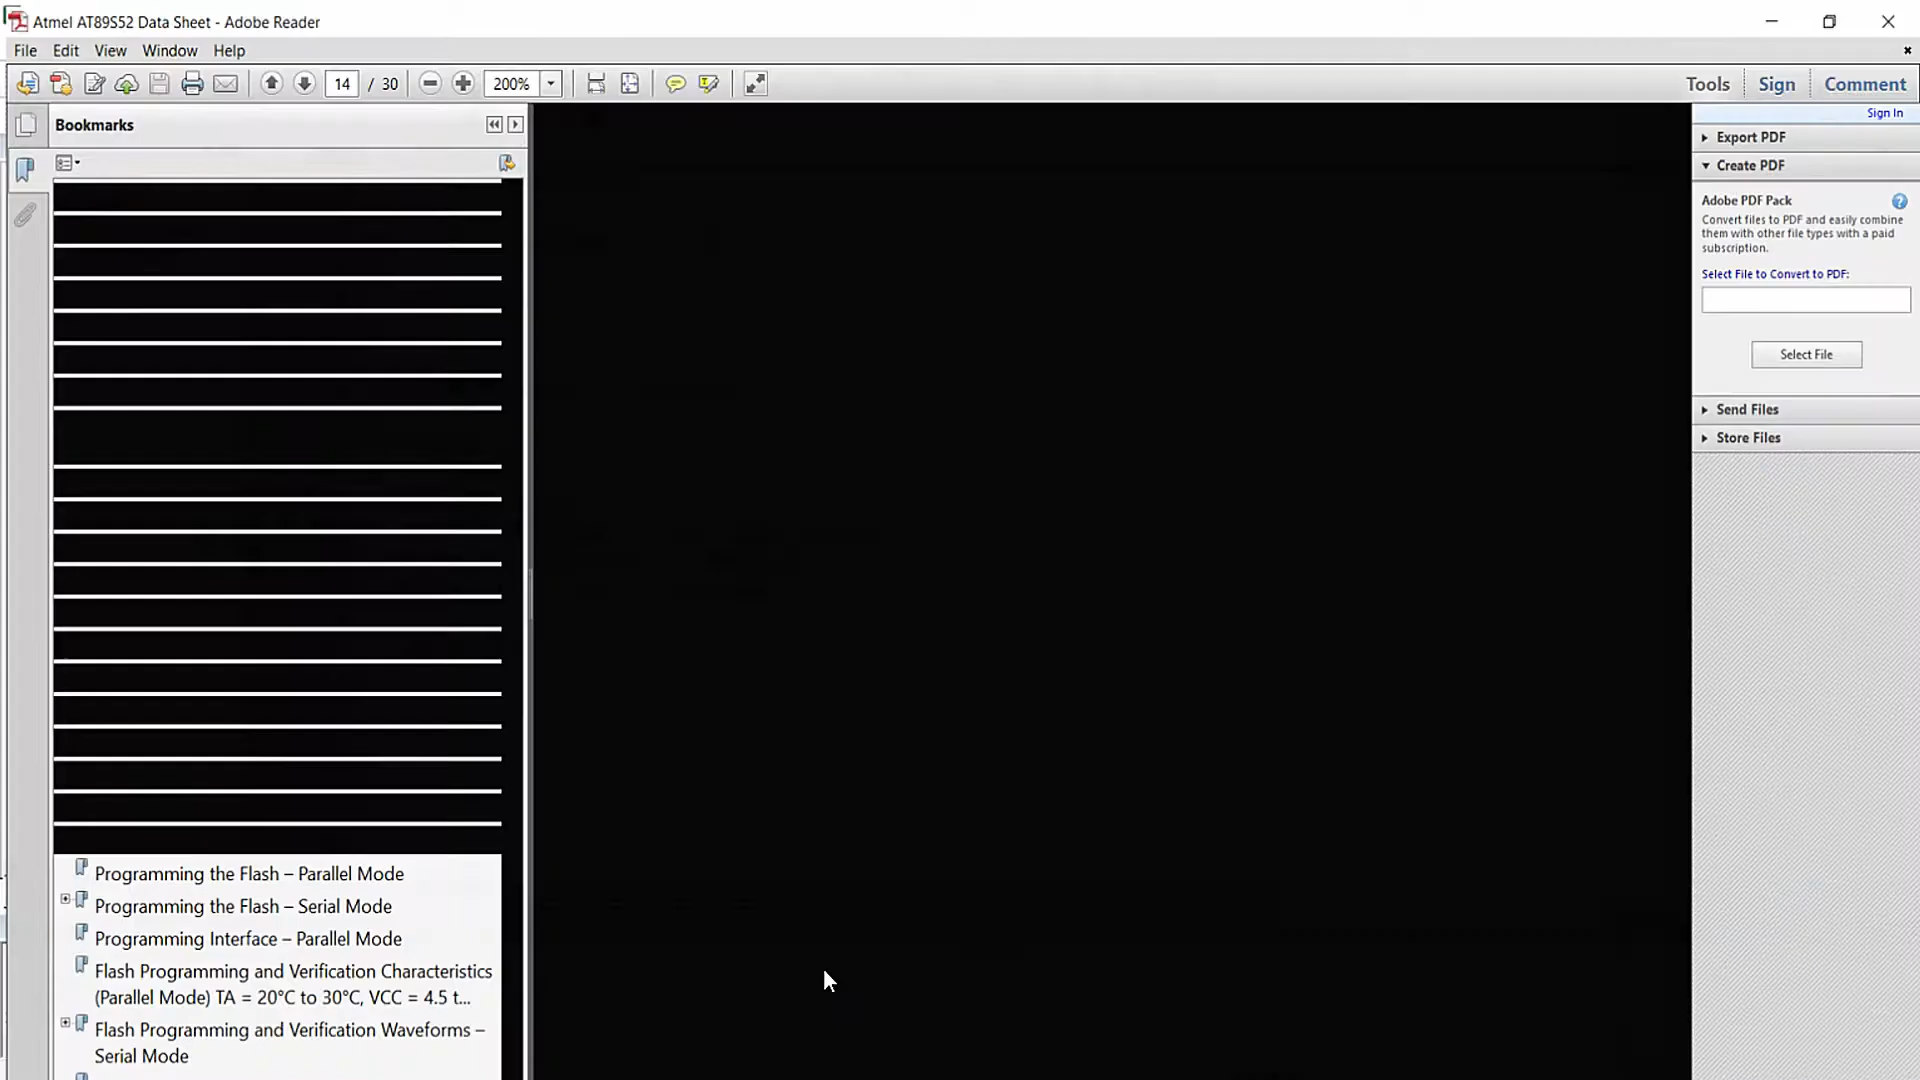 Atmel AT89S52 Data Sheet - Adobe Reader
File Edit View Window Help
14 / 30 200% Tools Sign Comment
Sign In
Bookmarks
Export PDF
Create PDF
Adobe PDF Pack
Convert files to PDF and easily combine
them with other file types with a paid
subscription.
Select File to Convert to PDF:
Select File
Send Files
Store Files
Programming the Flash – Parallel Mode
Programming the Flash – Serial Mode
Programming Interface – Parallel Mode
Flash Programming and Verification Characteristics
(Parallel Mode) TA = 20°C to 30°C, VCC = 4.5 t...
Flash Programming and Verification Waveforms –
Serial Mode